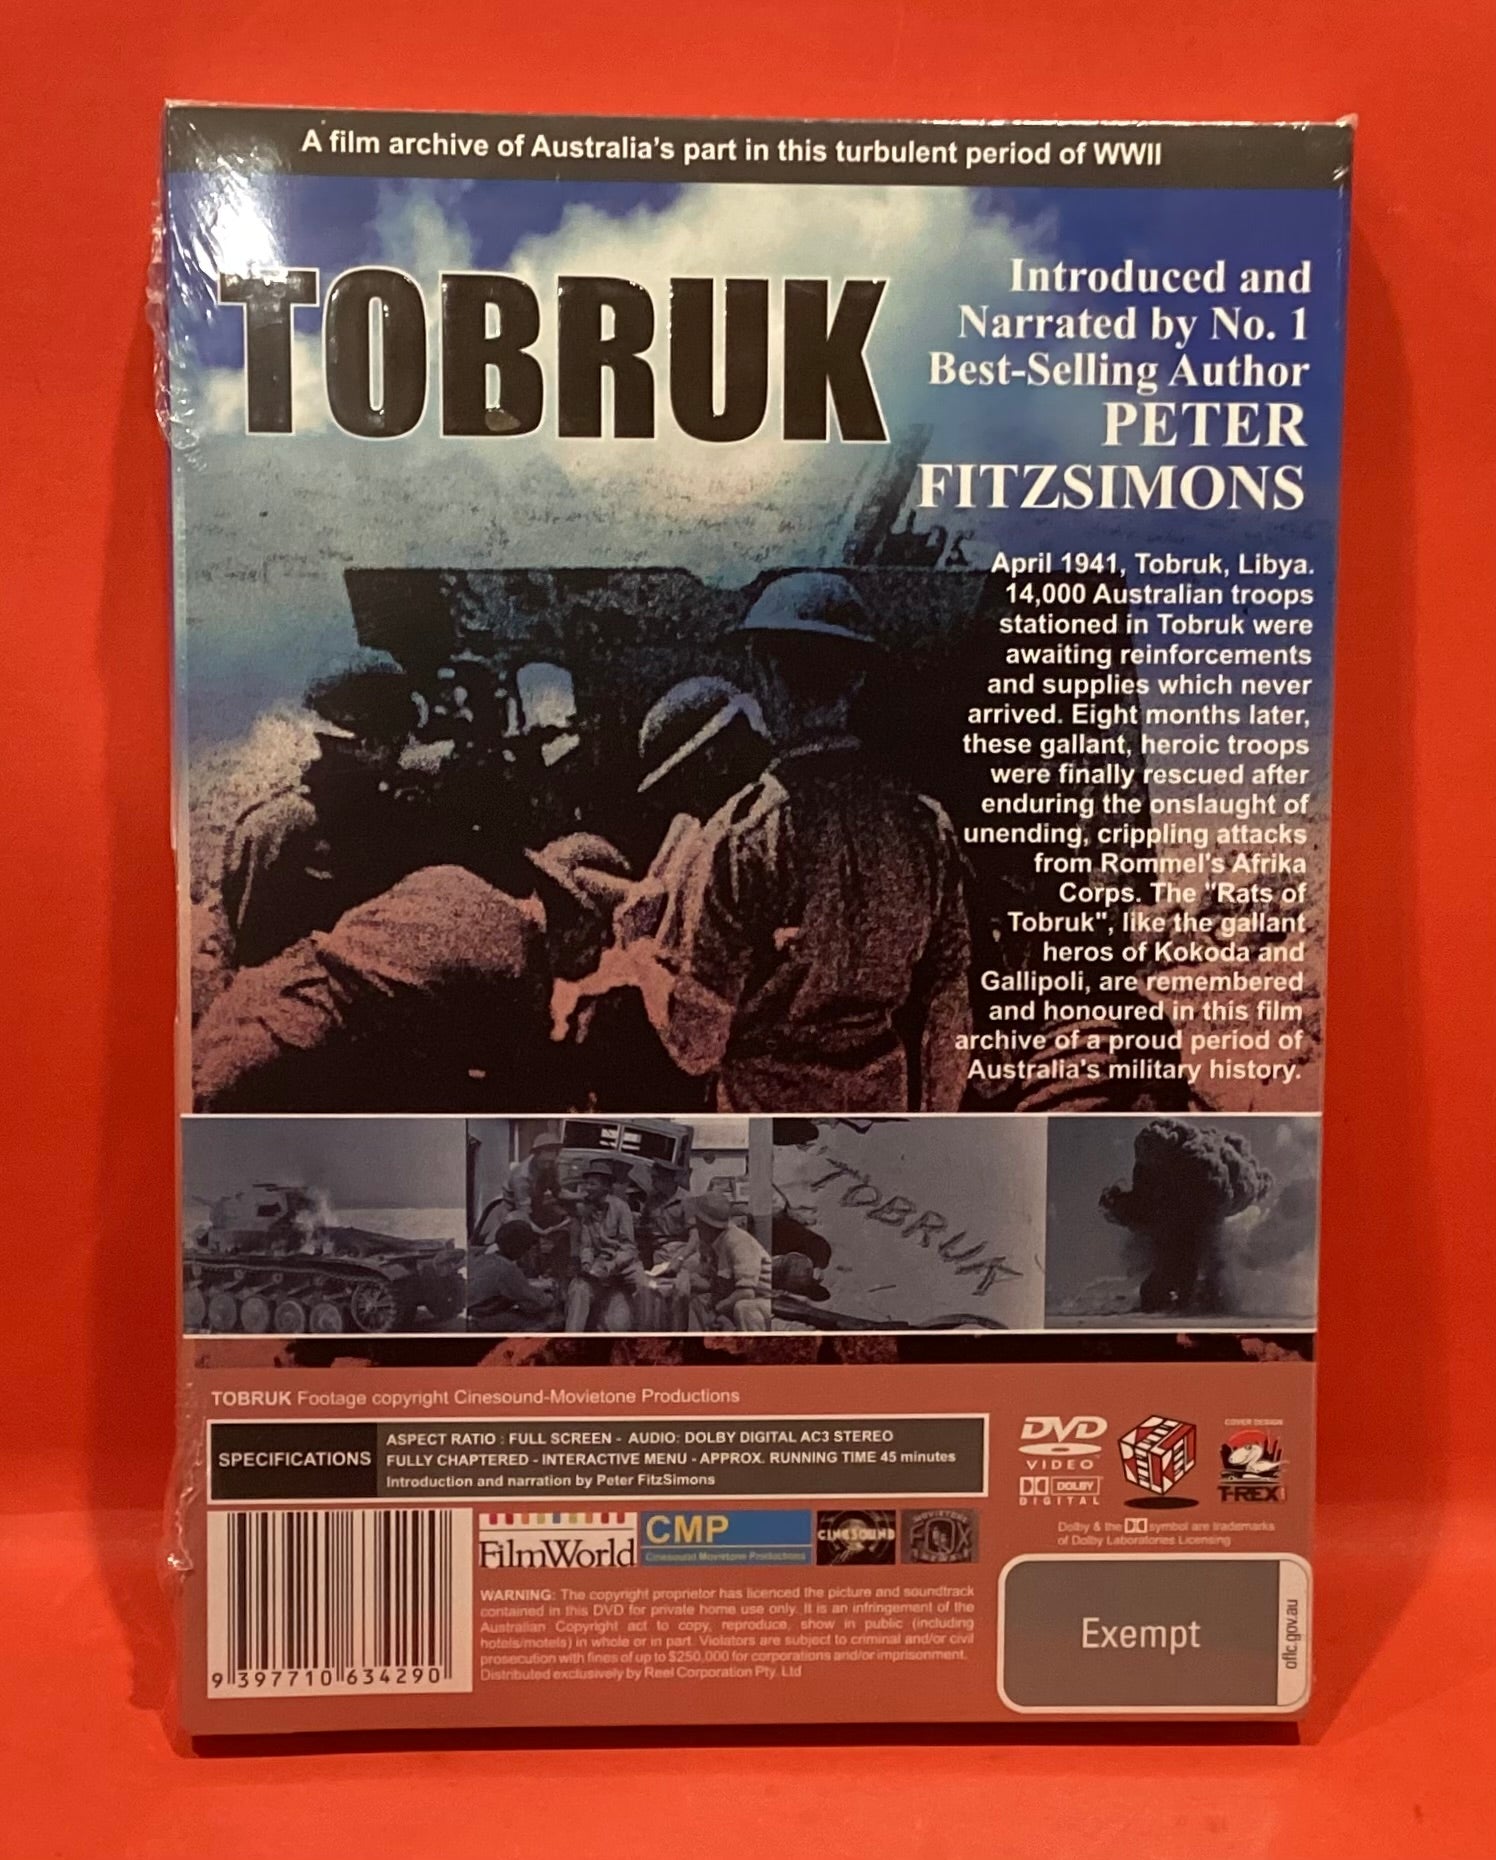 A film archive of Australia's part in this turbulent period of WWII
TOBRUK
Introduced and
Narrated by No. 1
Best-Selling Author
PETER
FITZSIMONS
April 1941, Tobruk, Libya.
14,000 Australian troops
stationed in Tobruk were
awaiting reinforcements
and supplies which never
arrived. Eight months later,
these gallant, heroic troops
were finally rescued after
enduring the onslaught of
unending, crippling attacks
from Rommel's Afrika
Corps. The "Rats of
Tobruk", like the gallant
heros of Kokoda and
Gallipoli, are remembered
and honoured in this film
archive of a proud period of
Australia's military history.
TOBRUK
TOBRUK Footage copyright Cinesound-Movietone Productions
SPECIFICATIONS
ASPECT RATIO : FULL SCREEN - AUDIO: DOLBY DIGITAL AC3 STEREO
FULLY CHAPTERED - INTERACTIVE MENU - APPROX. RUNNING TIME 45 minutes
Introduction and narration by Peter FitzSimons
DVD
VIDEO
DOLBY
DIGITAL
REEL
COVER DESIGN
T-REX
Dolby & the DD symbol are trademarks
of Dolby Laboratories Licensing
9 397710 634290
FilmWorld
CMP
Cinesound Movietone Productions
CINESOUND
MOVIETONE
FOX
WARNING: The copyright proprietor has licenced the picture and soundtrack
contained in this DVD for private home use only. It is an infringement of the
Australian Copyright act to copy, reproduce, show in public (including
hotels/motels) in whole or in part. Violators are subject to criminal and/or civil
prosecution with fines of up to $250,000 for corporations and/or imprisonment.
Distributed exclusively by Reel Corporation Pty. Ltd
Exempt
oflc.gov.au